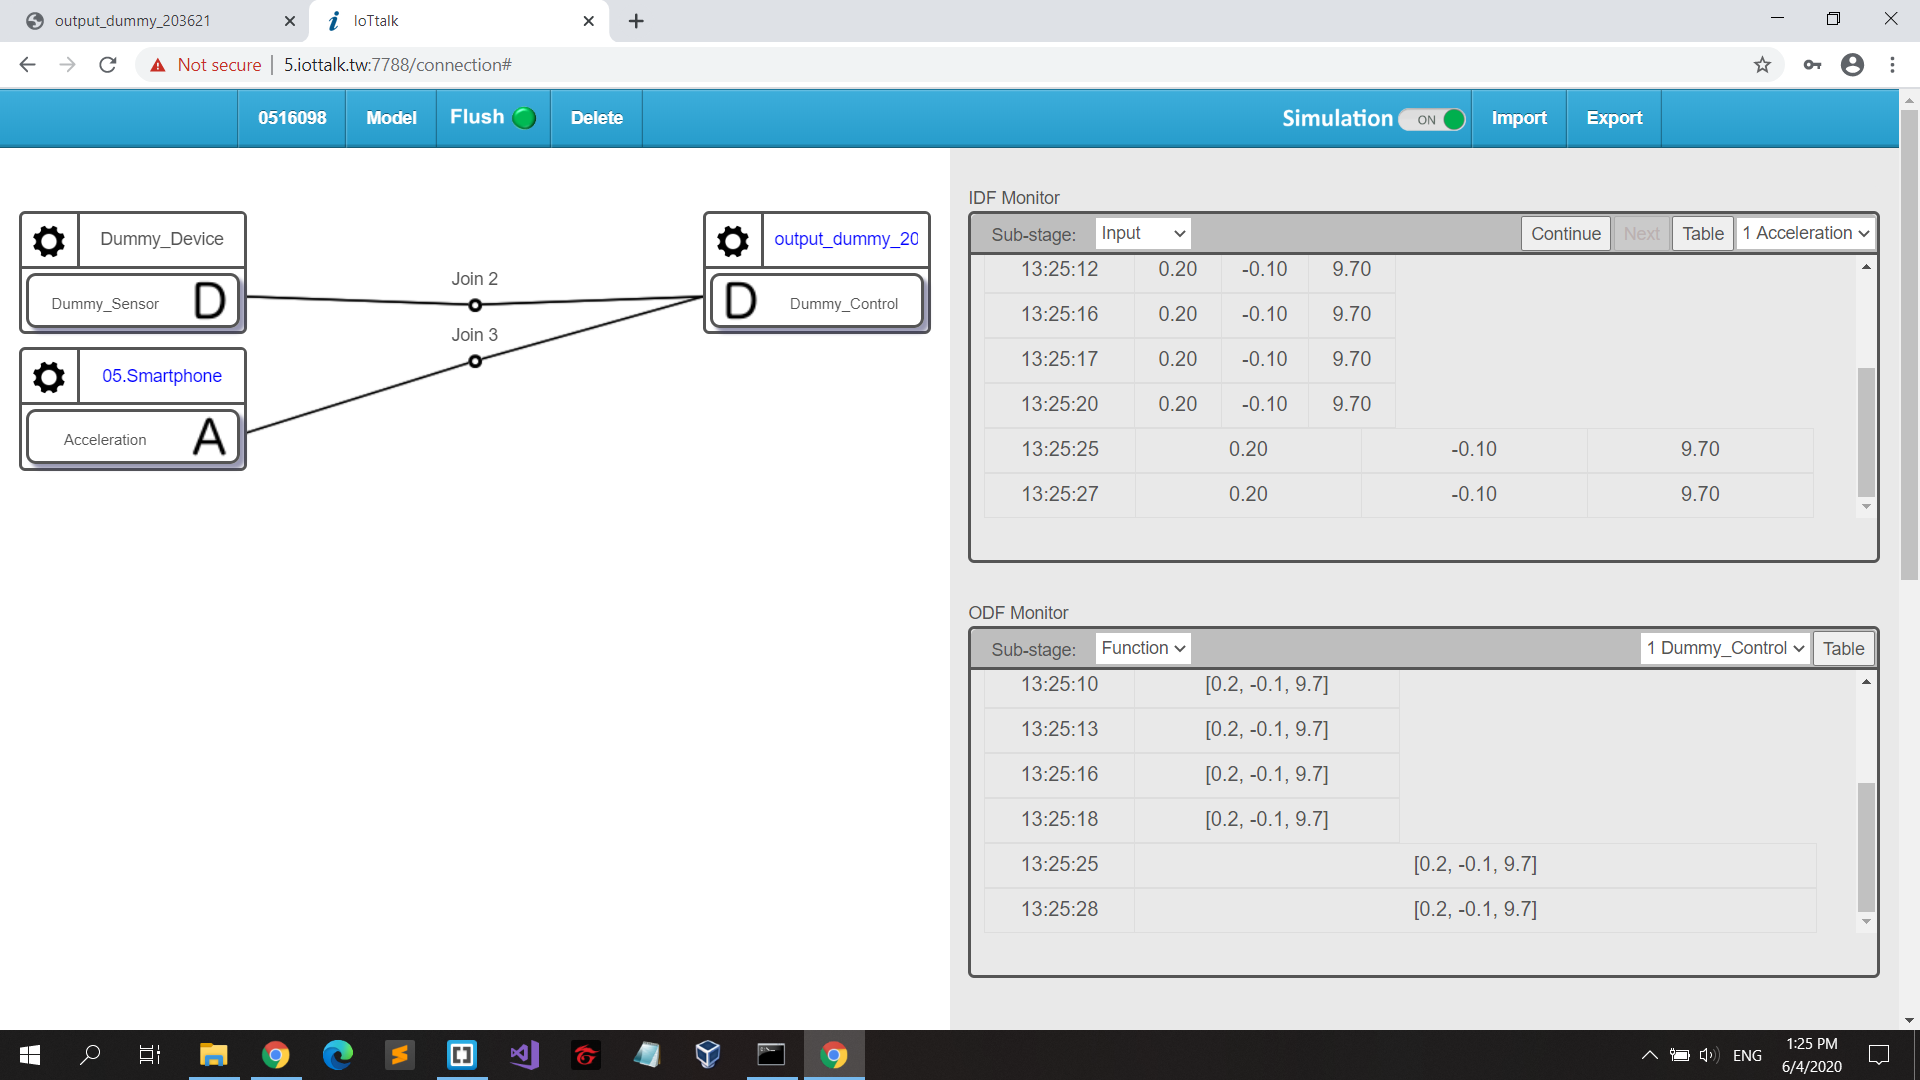 output_dummy_203621
IoTtalk
Not secure
5.iottalk.tw:7788/connection#
0516098
Model
Flush
Delete
Simulation
ON
Import
Export
Dummy_Device
Dummy_Sensor
D
05.Smartphone
Acceleration
A
Join 2
Join 3
output_dummy_20
D
Dummy_Control
IDF Monitor
Sub-stage: Input Continue Next Table 1 Acceleration
13:25:12 0.20 -0.10 9.70
13:25:16 0.20 -0.10 9.70
13:25:17 0.20 -0.10 9.70
13:25:20 0.20 -0.10 9.70
13:25:25 0.20 -0.10 9.70
13:25:27 0.20 -0.10 9.70
ODF Monitor
Sub-stage: Function 1 Dummy_Control Table
13:25:10 [0.2, -0.1, 9.7]
13:25:13 [0.2, -0.1, 9.7]
13:25:16 [0.2, -0.1, 9.7]
13:25:18 [0.2, -0.1, 9.7]
13:25:25 [0.2, -0.1, 9.7]
13:25:28 [0.2, -0.1, 9.7]
ENG
1:25 PM
6/4/2020